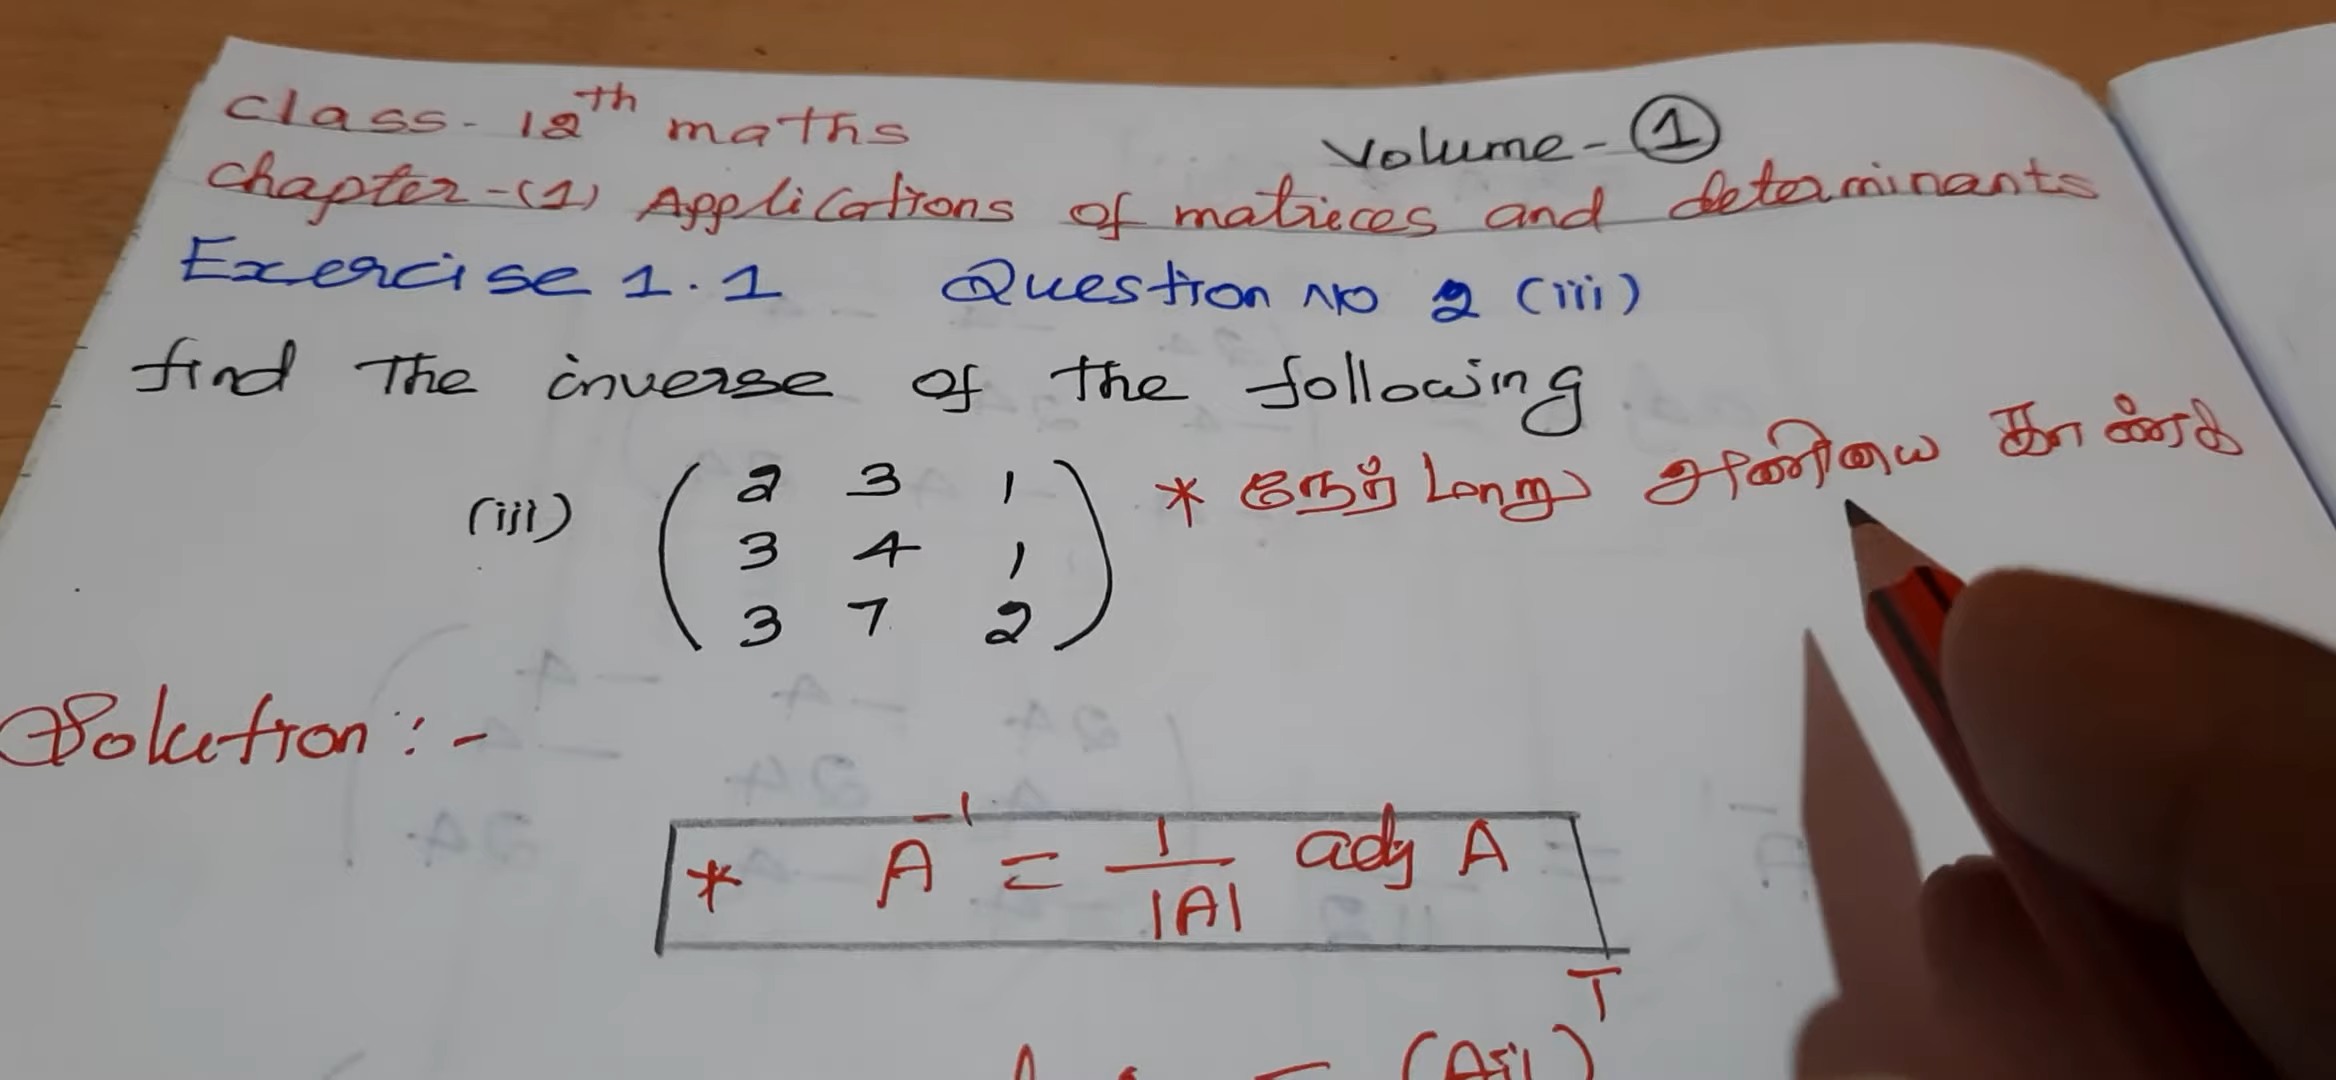 class - 12th maths
Volume - 1
Chapter - (1) Applications of matrieces and determinants
Exercise 1.1 Question No 2 (iii)
find The inverse of the following
(iii) ( 2 3 1 * நேர்மாறு அணியை காண்க
3 4 1
3 7 2 )
Solution : -
* A⁻¹ = 1/|A| adj A
= (Aij)ᵀ